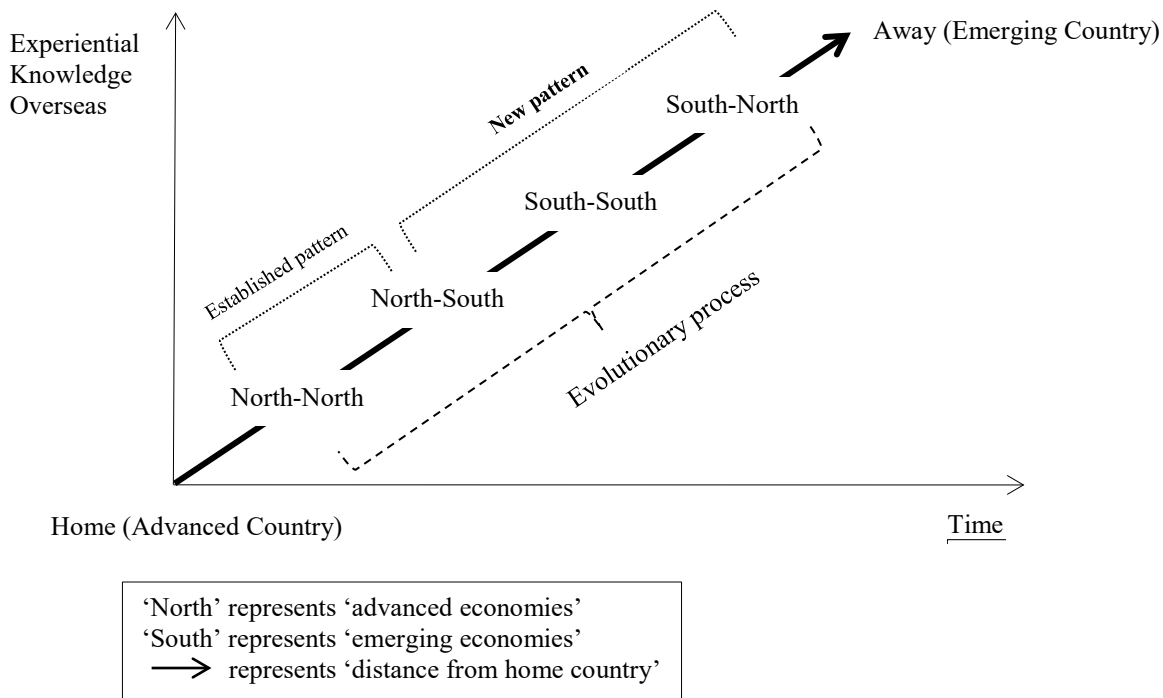 Experiential
Knowledge
Overseas
Away (Emerging Country)
New pattern
South-North
South-South
Established pattern
North-South
Evolutionary process
North-North
Home (Advanced Country)
Time
‘North’ represents ‘advanced economies’
‘South’ represents ‘emerging economies’
represents ‘distance from home country’